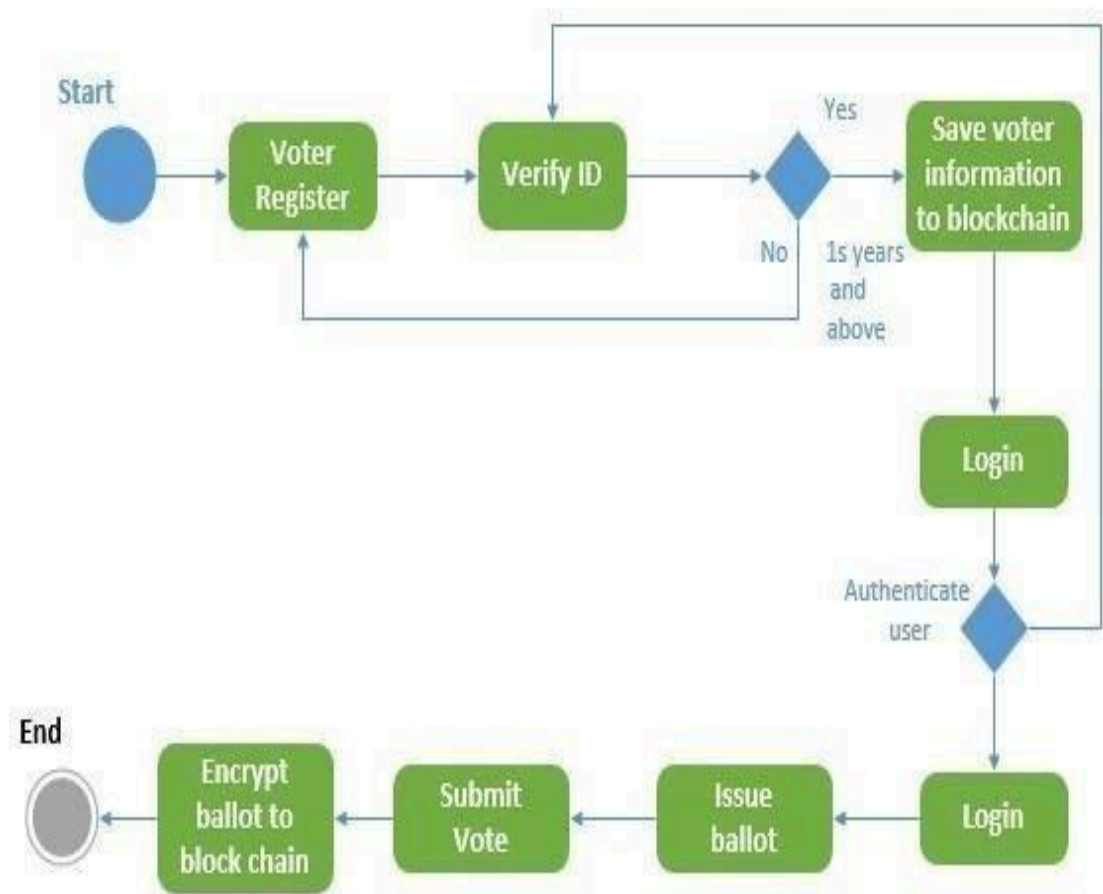 Start
Voter
Register
Verify ID
Yes
Save voter
information
to blockchain
No
1s years
and
above
Login
Authenticate
user
Login
Issue
ballot
Submit
Vote
Encrypt
ballot to
block chain
End